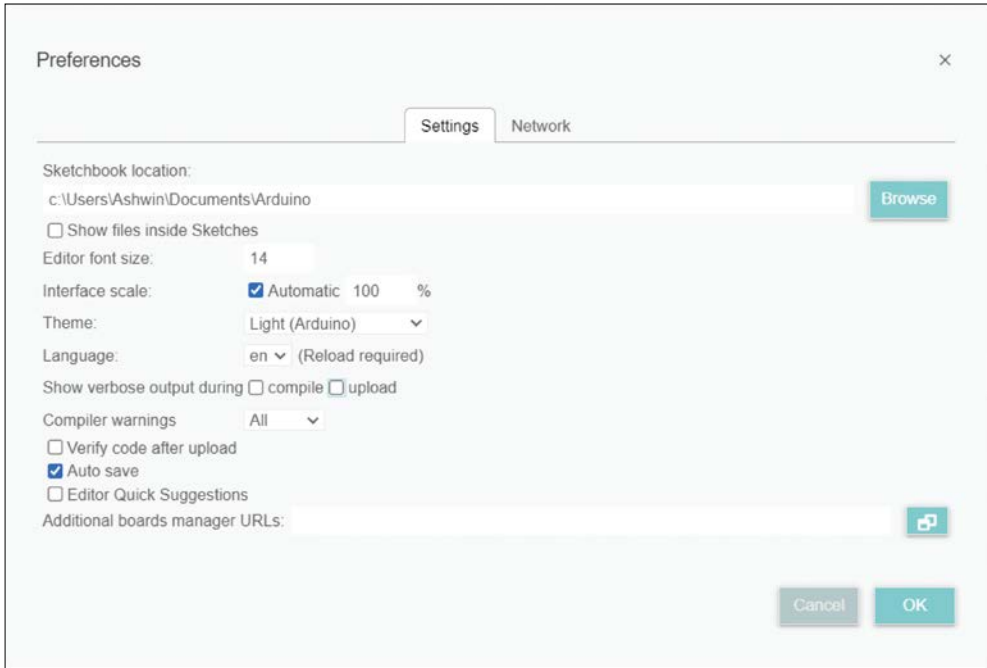 Preferences
Settings Network
Sketchbook location:
c:\Users\Ashwin\Documents\Arduino Browse
Show files inside Sketches
Editor font size: 14
Interface scale: Automatic 100 %
Theme: Light (Arduino)
Language: en (Reload required)
Show verbose output during compile upload
Compiler warnings All
Verify code after upload
Auto save
Editor Quick Suggestions
Additional boards manager URLs:
Cancel OK